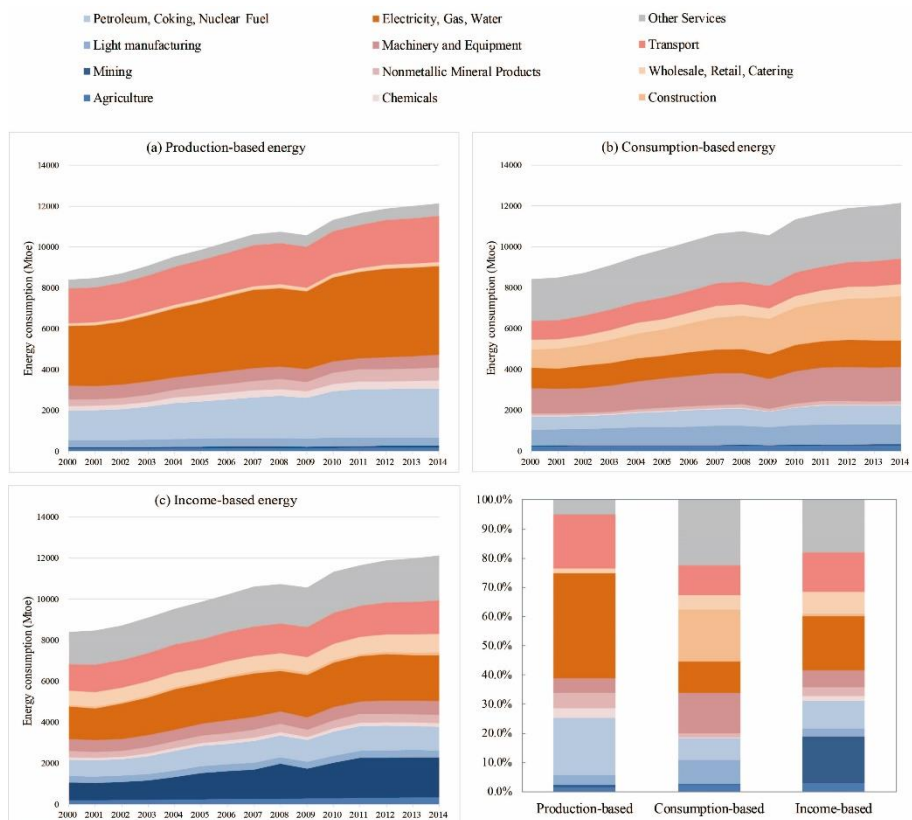 Petroleum, Coking, Nuclear Fuel
Electricity, Gas, Water
Other Services
Light manufacturing
Machinery and Equipment
Transport
Mining
Nonmetallic Mineral Products
Wholesale, Retail, Catering
Agriculture
Chemicals
Construction
(a) Production-based energy
14000
12000
10000
8000
6000
4000
2000
0
Energy consumption (Mtoe)
2000 2001 2002 2003 2004 2005 2006 2007 2008 2009 2010 2011 2012 2013 2014
(b) Consumption-based energy
14000
12000
10000
8000
6000
4000
2000
0
Energy consumption (Mtoe)
2000 2001 2002 2003 2004 2005 2006 2007 2008 2009 2010 2011 2012 2013 2014
(c) Income-based energy
14000
12000
10000
8000
6000
4000
2000
0
Energy consumption (Mtoe)
2000 2001 2002 2003 2004 2005 2006 2007 2008 2009 2010 2011 2012 2013 2014
100.0%
90.0%
80.0%
70.0%
60.0%
50.0%
40.0%
30.0%
20.0%
10.0%
0.0%
Production-based Consumption-based Income-based